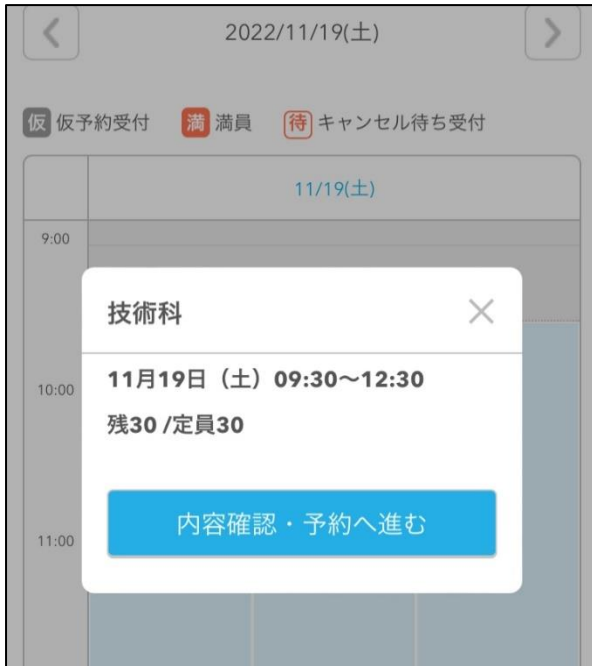 2022/11/19(土)
仮 仮予約受付 満 満員 待 キャンセル待ち受付
11/19(土)
9:00
技術科
11月19日（土）09:30～12:30
10:00
残30 /定員30
内容確認・予約へ進む
11:00